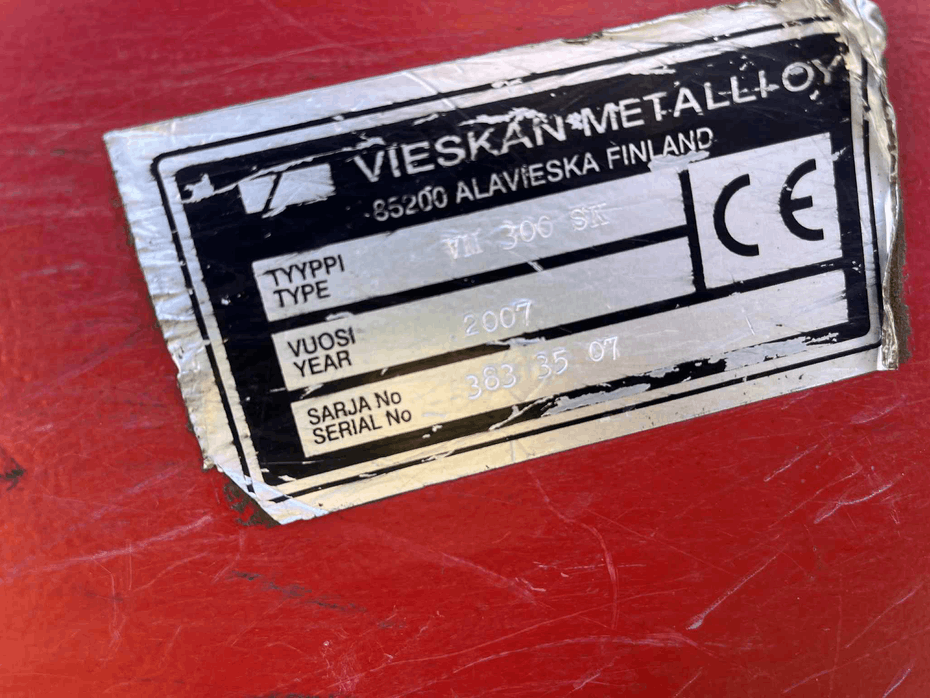 VIESKAN METALLI OY
85200 ALAVIESKA FINLAND
TYYPPI
TYPE
VM 300 SK
CE
VUOSI
YEAR
2007
SARJA No
SERIAL No
383 35 07